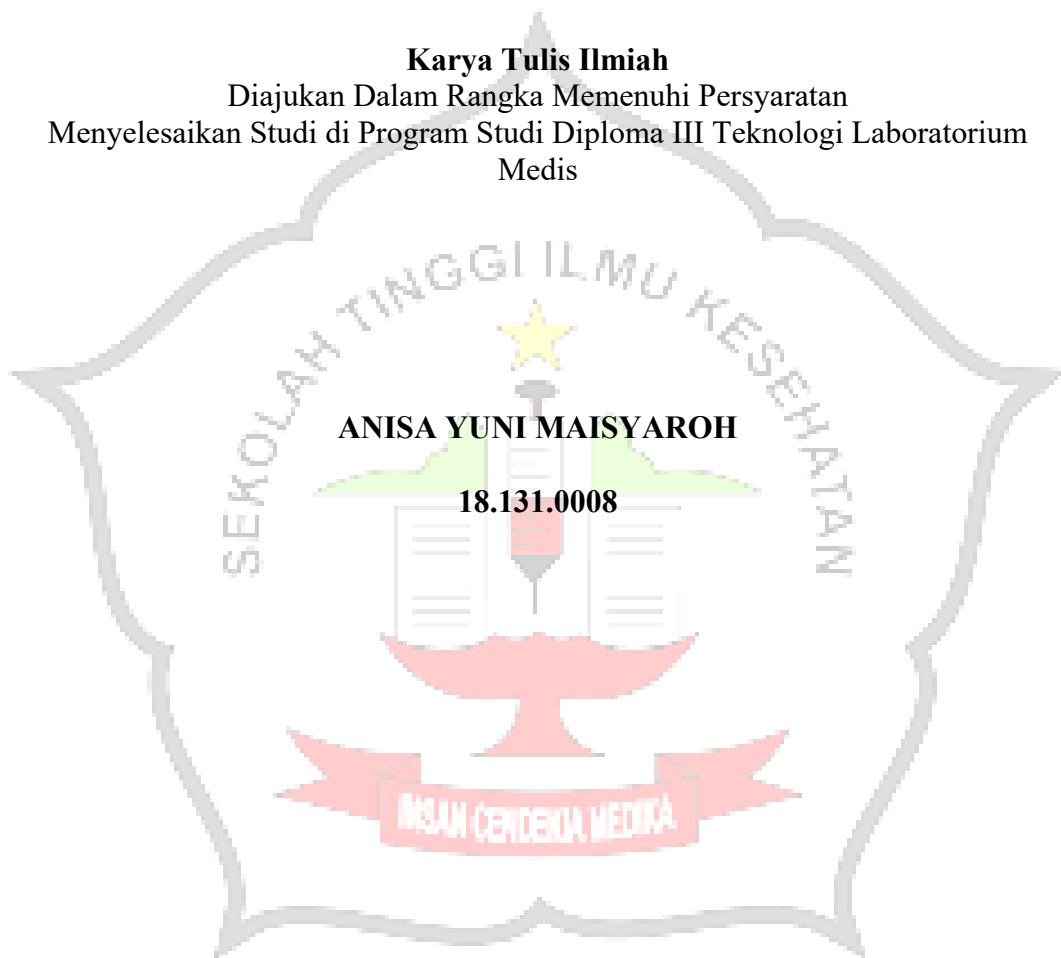 Karya Tulis Ilmiah
Diajukan Dalam Rangka Memenuhi Persyaratan
Menyelesaikan Studi di Program Studi Diploma III Teknologi Laboratorium
Medis
SEKOLAH TINGGI ILMU KESEHATAN
ANISA YUNI MAISYAROH
18.131.0008
INSAN CENDEKIA MEDIKA